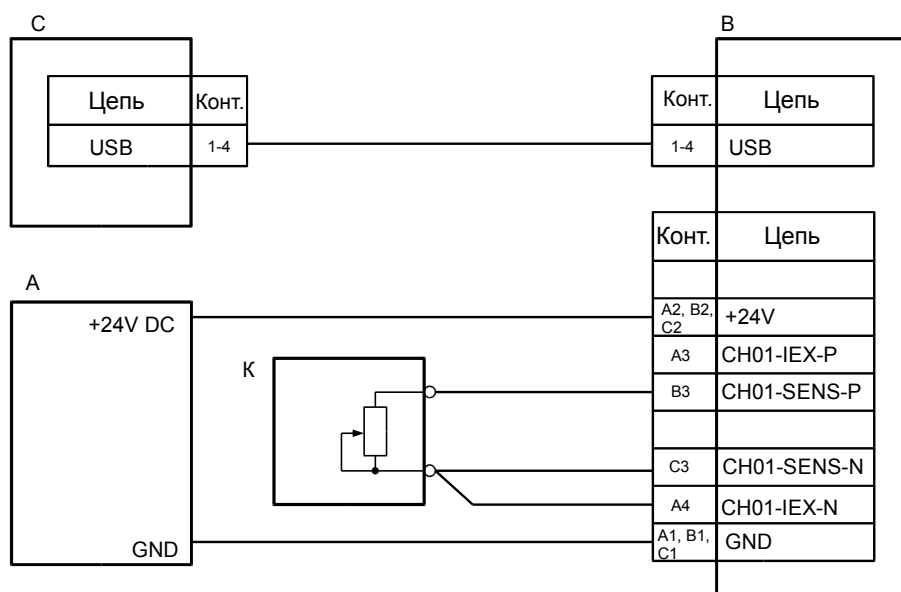 C
B
Цепь Конт.
USB 1-4
Конт. Цепь
1-4 USB
Конт. Цепь
A
+24V DC
A2, B2,
C2
+24V
A3 CH01-IEX-P
К
B3 CH01-SENS-P
C3 CH01-SENS-N
A4 CH01-IEX-N
GND
A1, B1,
C1
GND